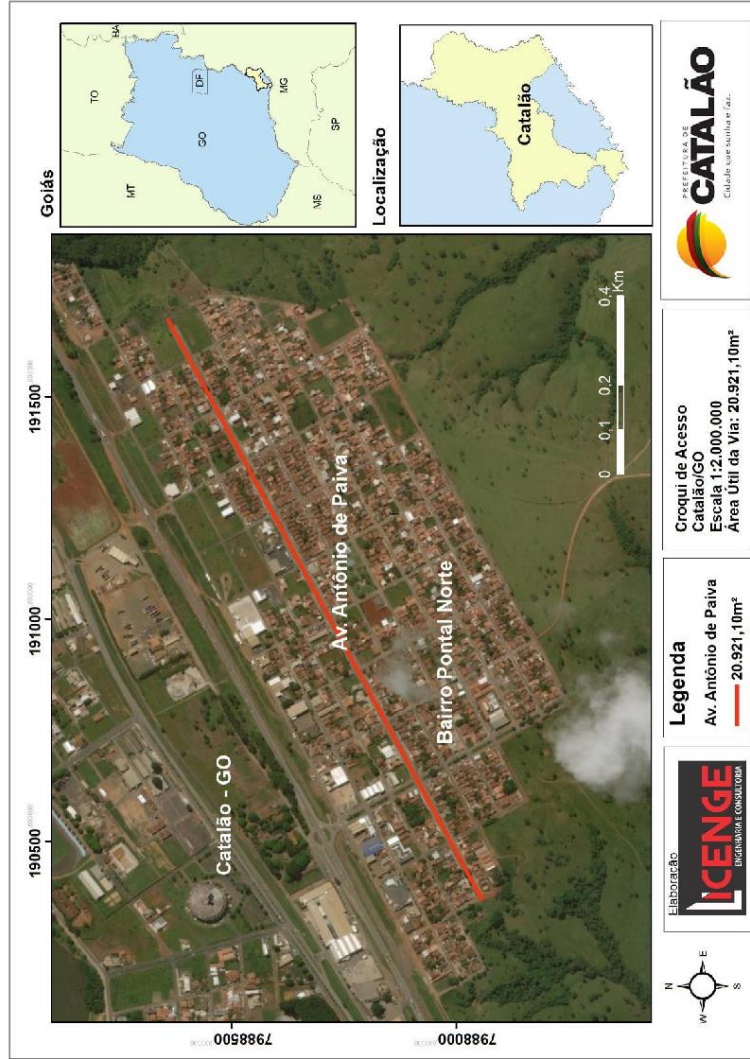 190500
191000
191500
7988500
7988000
Catalão - GO
Av. Antônio de Paiva
Bairro Pontal Norte
0
0,1
0,2
0,4
Km
Goiás
TO
BA
MT
DF
GO
MG
MS
SP
Localização
Catalão
N
W
E
S
Elaboração
LICENGE
ENGENHARIA E CONSULTORIA
Legenda
Av. Antônio de Paiva
20.921,10m²
Croqui de Acesso
Catalão/GO
Escala 1:2.000,000
Área Útil da Via: 20.921,10m²
PREFEITURA DE
CATALÃO
Cidade que sonha e faz.